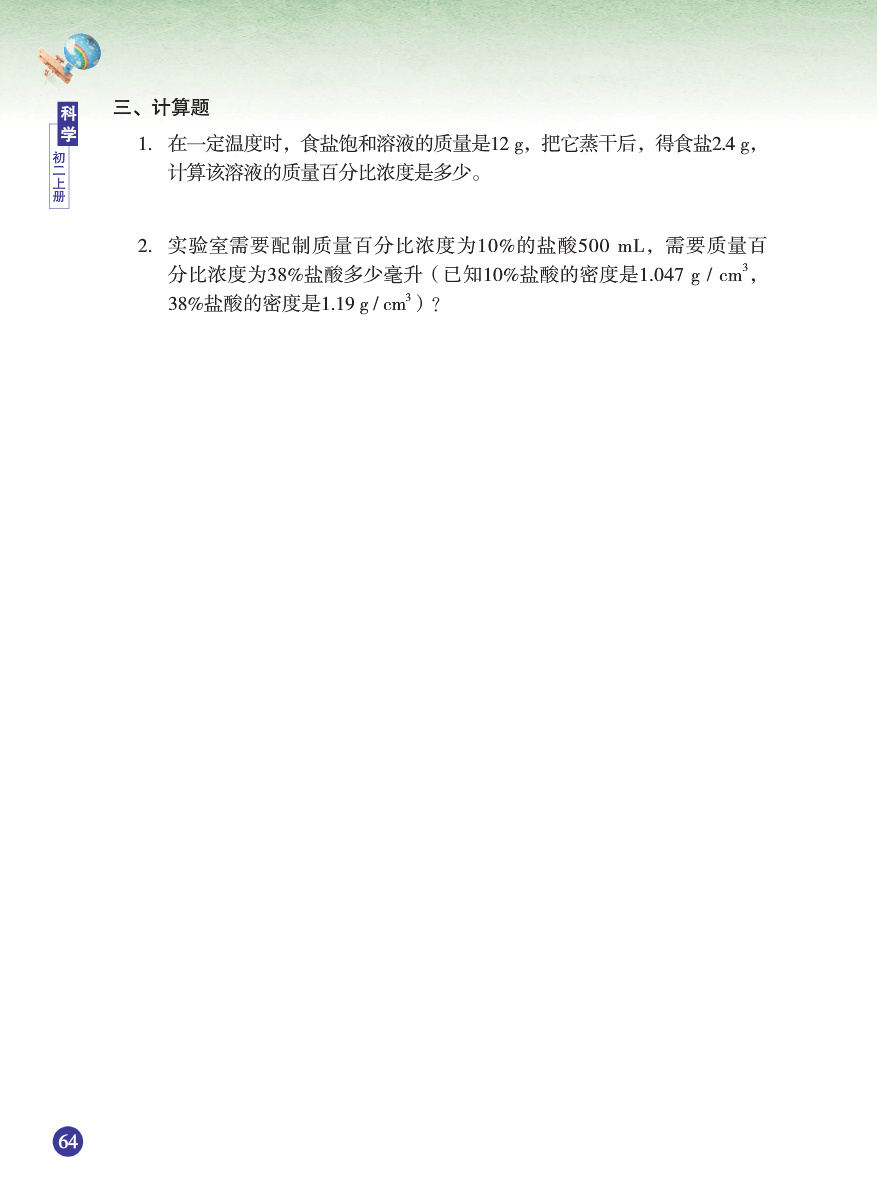 科学
初二上册
三、计算题
1. 在一定温度时，食盐饱和溶液的质量是12 g，把它蒸干后，得食盐2.4 g，
计算该溶液的质量百分比浓度是多少。
2. 实验室需要配制质量百分比浓度为10%的盐酸500 mL，需要质量百
分比浓度为38%盐酸多少毫升（已知10%盐酸的密度是1.047 g / cm³，
38%盐酸的密度是1.19 g / cm³）？
64